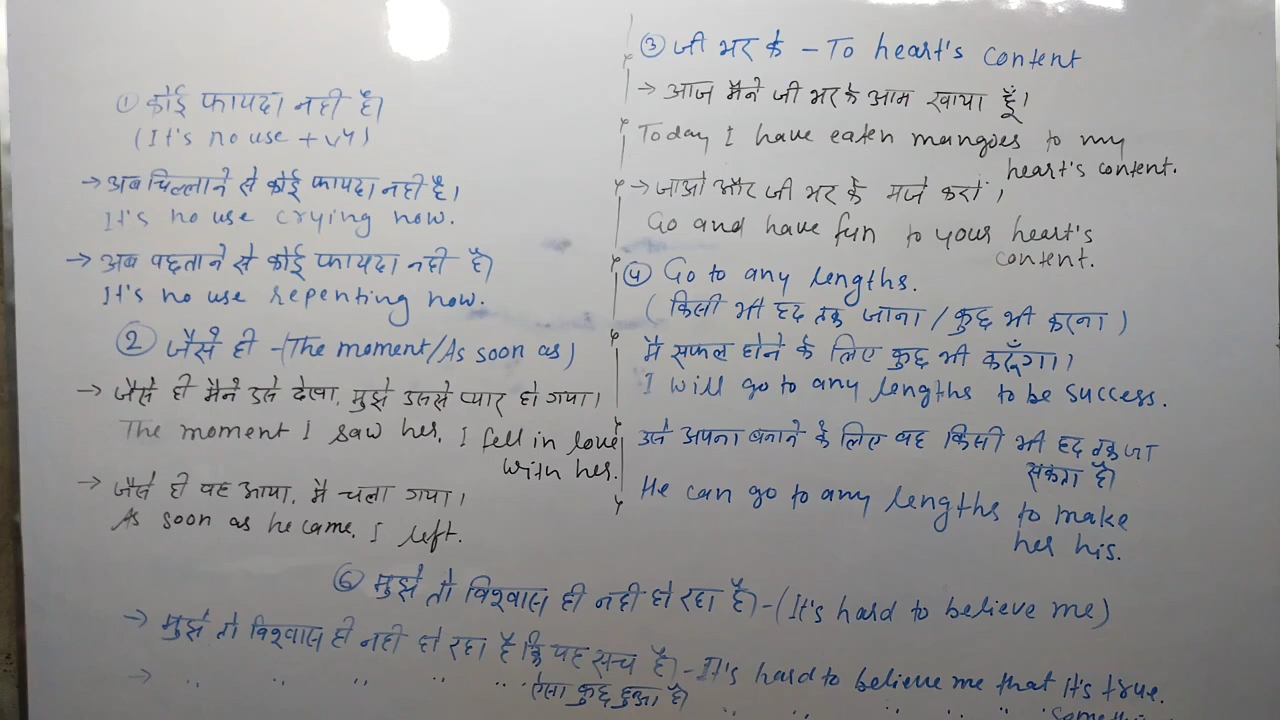 ① कोई फायदा नही है।
(It's no use + v4)
→ अब चिल्लाने से कोई फायदा नही है।
It's no use crying now.
→ अब पछताने से कोई फायदा नही है।
It's no use repenting now.
② जैसे ही - (The moment/As soon as)
→ जैसे ही मैने उसे देखा, मुझे उससे प्यार हो गया।
The moment I saw her, I fell in love
with her.
→ जैसे ही वह आया, मै चला गया।
As soon as he came, I left.
③ जी भर के - To heart's content
→ आज मैने जी भर के आम खाया हूँ।
Today I have eaten mangoes to my
heart's content.
→ जाओ और जी भर के मजे करो।
Go and have fun to your heart's
content.
④ Go to any lengths.
(किसी भी हद तक जाना / कुछ भी करना)
मै सफल होने के लिए कुछ भी करूँगा।
I will go to any lengths to be success.
उसे अपना बनाने के लिए वह किसी भी हद तक जा
सकता है।
He can go to any lengths to make
her his.
⑥ मुझे तो विश्वास ही नही हो रहा है - (It's hard to believe me)
→ मुझे तो विश्वास ही नही हो रहा है कि यह सच है। - It's hard to believe me that it's true.
→ " " " " " " ऐसा कुछ हुआ है। " " " " "